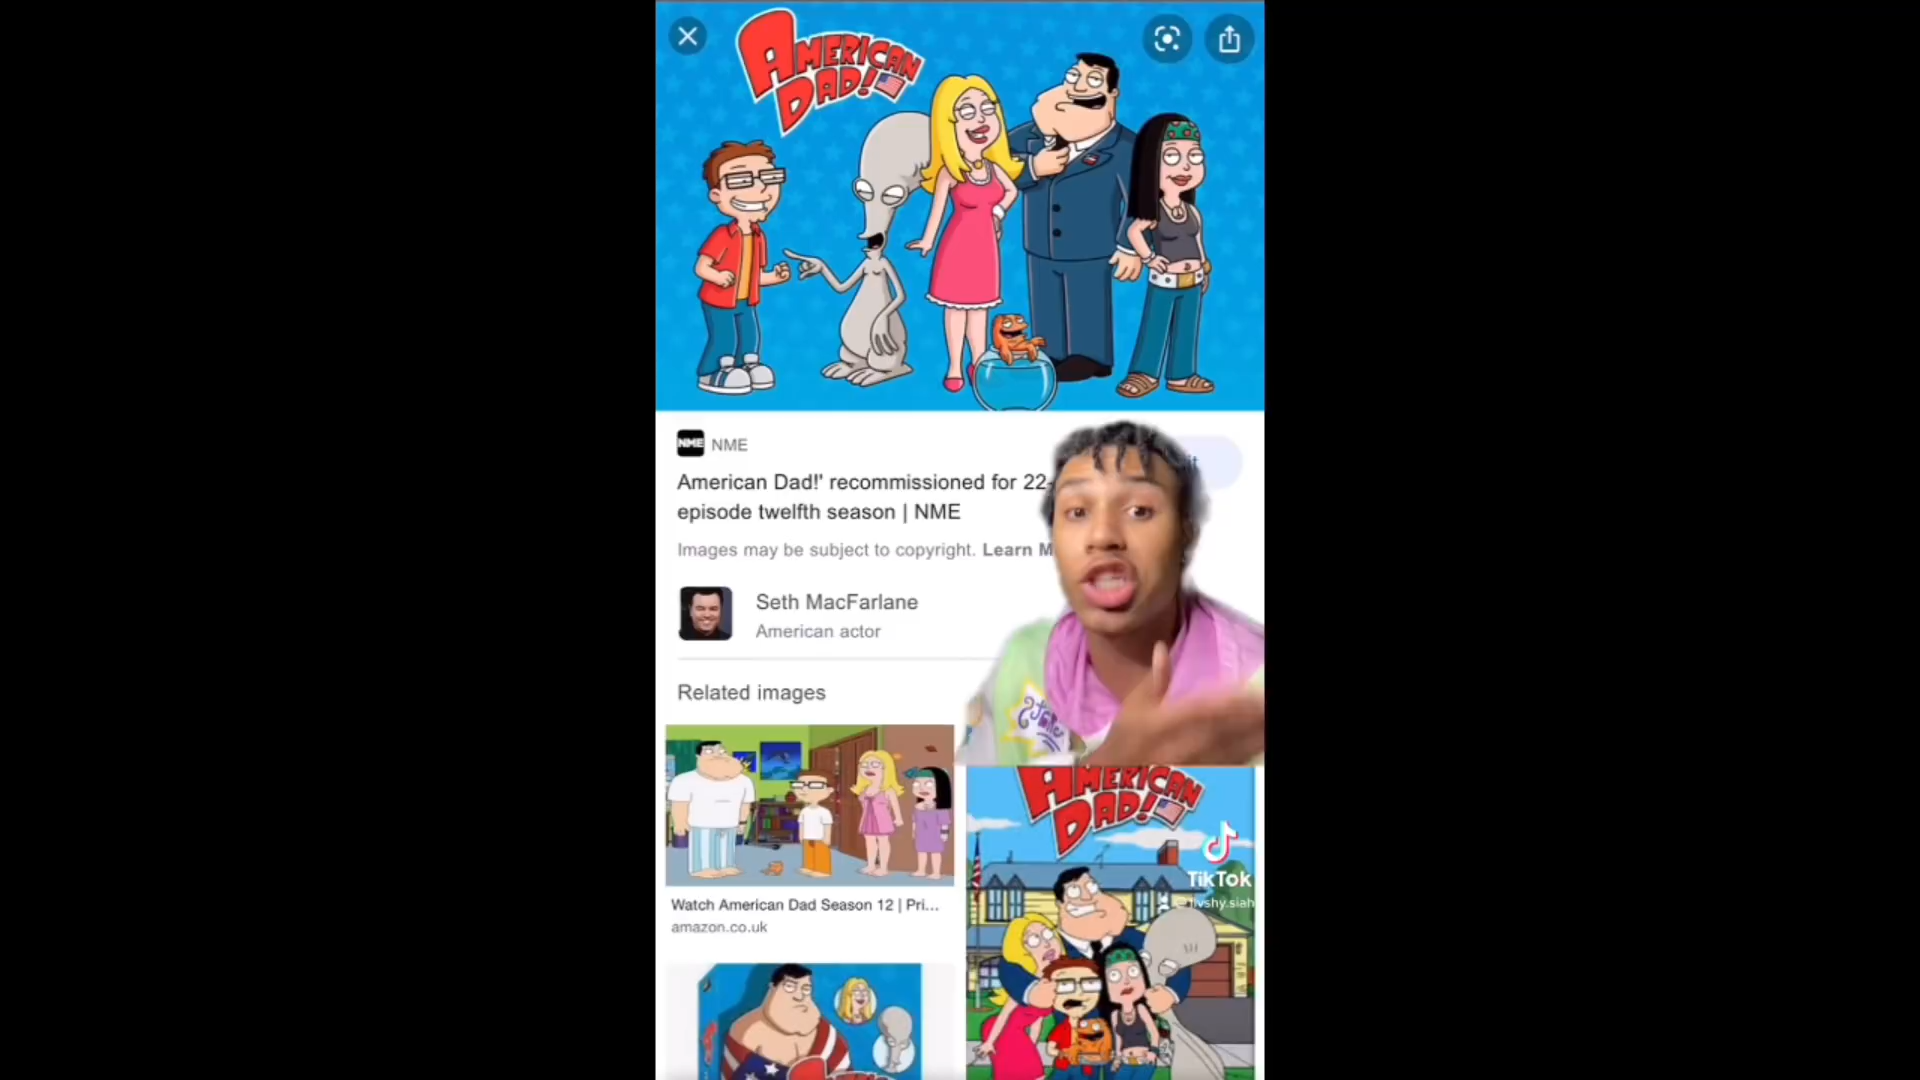 AMERICAN
DAD!
NME NME
American Dad!' recommissioned for 22-
episode twelfth season | NME
Images may be subject to copyright. Learn M
Seth MacFarlane
American actor
Related images
AMERICAN
DAD!
TikTok
Watch American Dad Season 12 | Pri...
amazon.co.uk